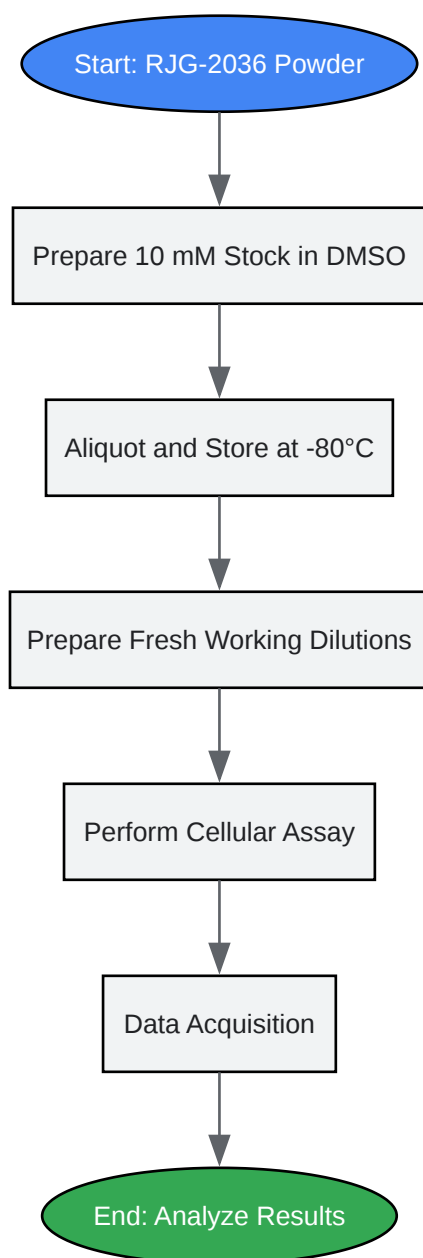 Start: RJG-2036 Powder
Prepare 10 mM Stock in DMSO
Aliquot and Store at -80°C
Prepare Fresh Working Dilutions
Perform Cellular Assay
Data Acquisition
End: Analyze Results